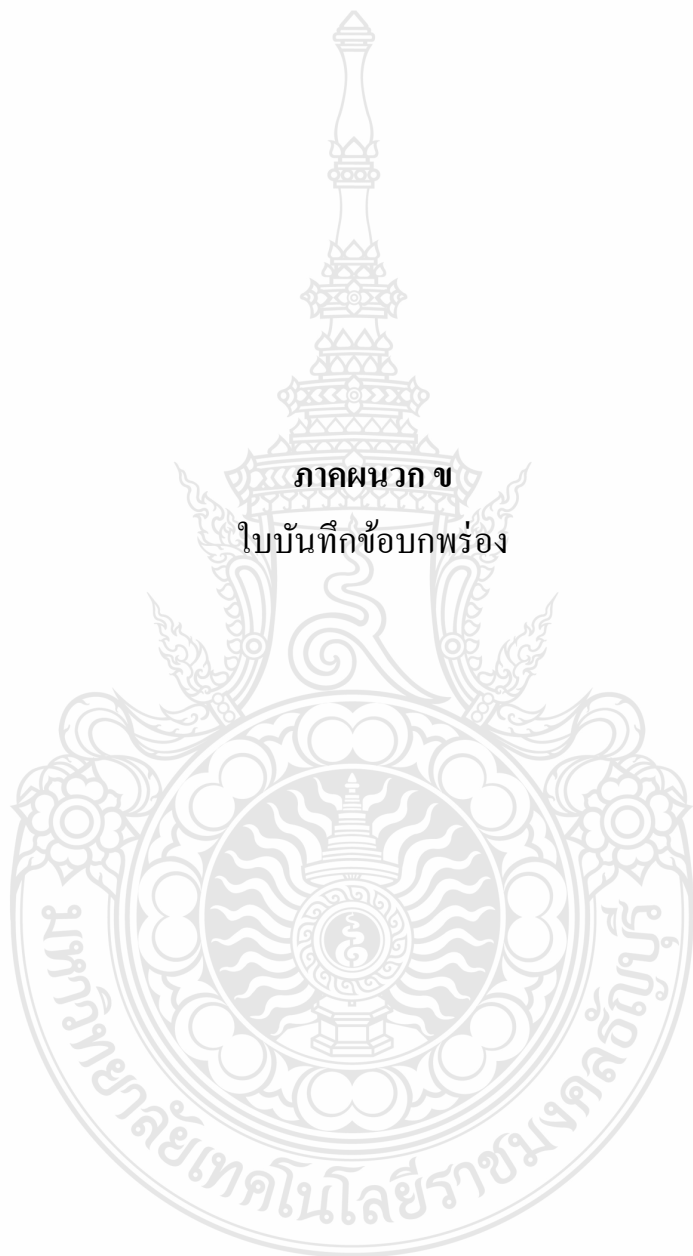 ภาคผนวก ข
ใบบันทึกข้อบกพร่อง
มหาวิทยาลัยเทคโนโลยีราชมงคลธัญบุรี